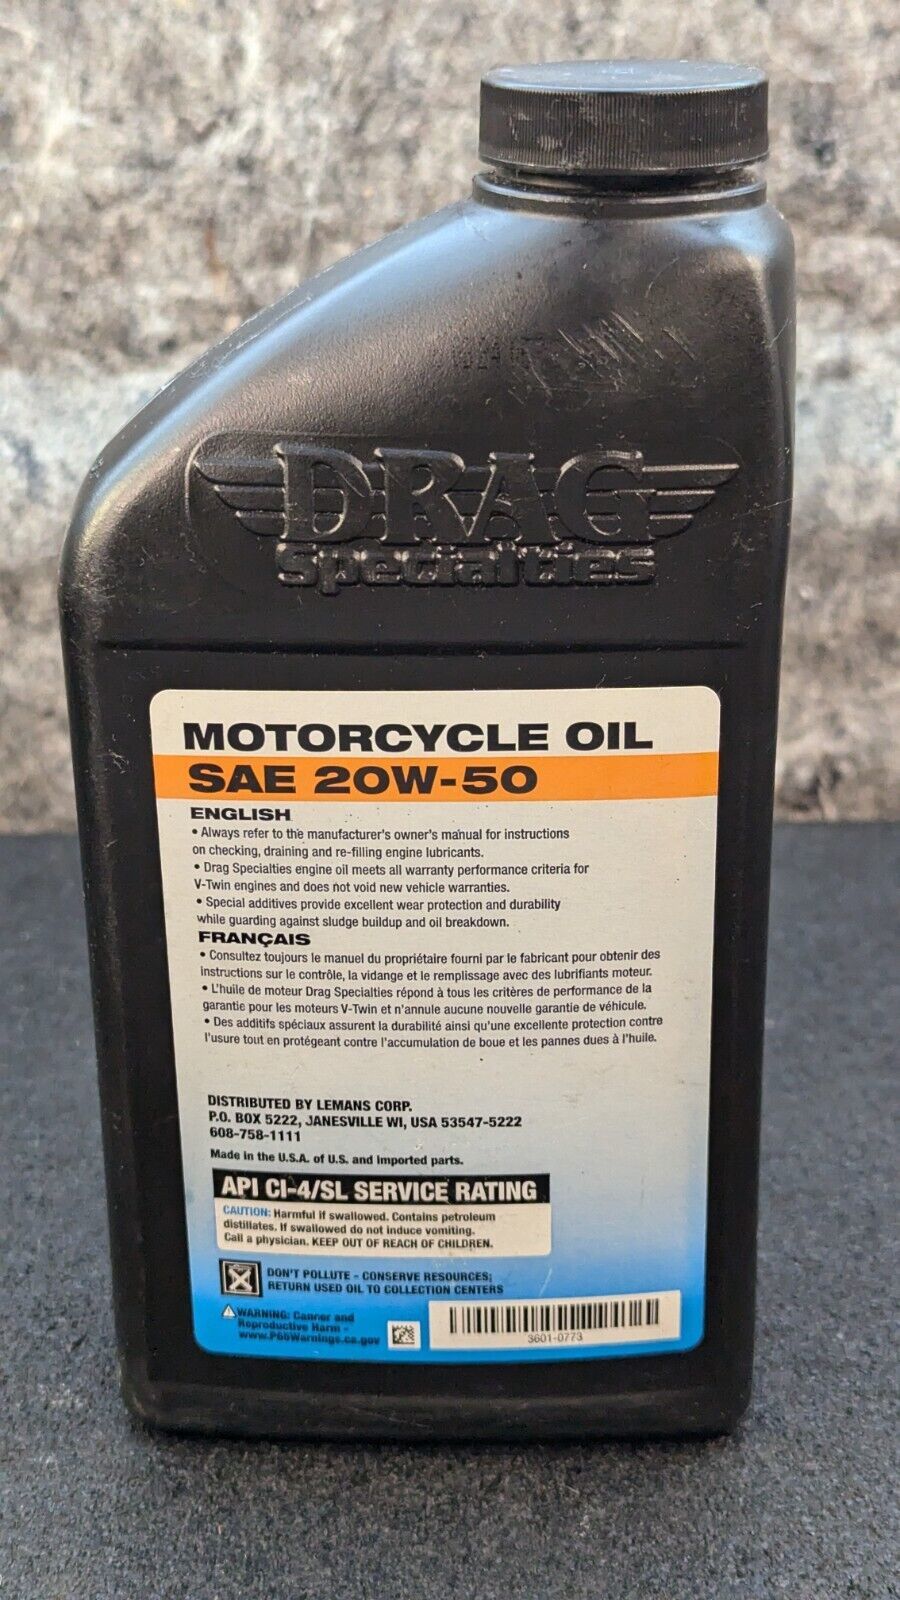 DRAG
Specialties
MOTORCYCLE OIL
SAE 20W-50
ENGLISH
• Always refer to the manufacturer's owner's manual for instructions
on checking, draining and re-filling engine lubricants.
• Drag Specialties engine oil meets all warranty performance criteria for
V-Twin engines and does not void new vehicle warranties.
• Special additives provide excellent wear protection and durability
while guarding against sludge buildup and oil breakdown.
FRANÇAIS
• Consultez toujours le manuel du propriétaire fourni par le fabricant pour obtenir des
instructions sur le contrôle, la vidange et le remplissage avec des lubrifiants moteur.
• L'huile de moteur Drag Specialties répond à tous les critères de performance de la
garantie pour les moteurs V-Twin et n'annule aucune nouvelle garantie de véhicule.
• Des additifs spéciaux assurent la durabilité ainsi qu'une excellente protection contre
l'usure tout en protégeant contre l'accumulation de boue et les pannes dues à l'huile.
DISTRIBUTED BY LEMANS CORP.
P.O. BOX 5222, JANESVILLE WI, USA 53547-5222
608-758-1111
Made in the U.S.A. of U.S. and imported parts.
API CI-4/SL SERVICE RATING
CAUTION: Harmful if swallowed. Contains petroleum
distillates. If swallowed do not induce vomiting.
Call a physician. KEEP OUT OF REACH OF CHILDREN.
DON'T POLLUTE - CONSERVE RESOURCES;
RETURN USED OIL TO COLLECTION CENTERS
WARNING: Cancer and
Reproductive Harm -
www.P65Warnings.ca.gov
3601-0773